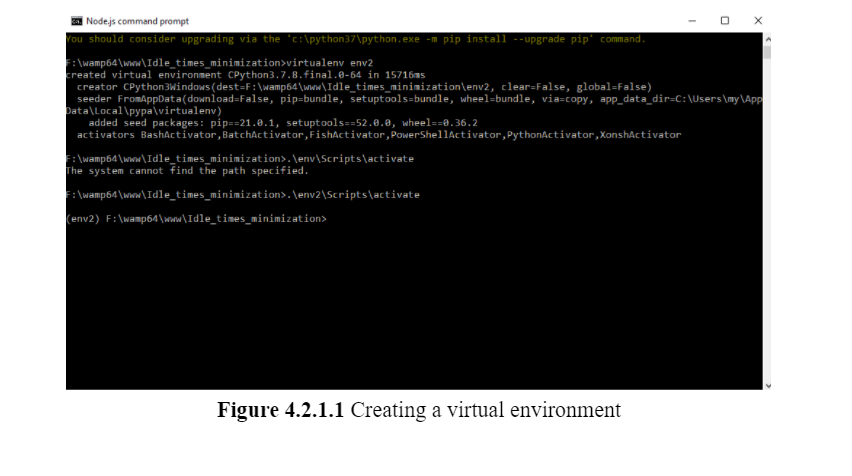 Node.js command prompt
You should consider upgrading via the 'c:\python37\python.exe -m pip install --upgrade pip' command.
F:\wamp64\www\Idle_times_minimization>virtualenv env2
created virtual environment CPython3.7.8.final.0-64 in 15716ms
creator CPython3Windows(dest=F:\wamp64\www\Idle_times_minimization\env2, clear=False, global=False)
seeder FromAppData(download=False, pip=bundle, setuptools=bundle, wheel=bundle, via=copy, app_data_dir=C:\Users\my\App
Data\Local\pypa\virtualenv)
added seed packages: pip==21.0.1, setuptools==52.0.0, wheel==0.36.2
activators BashActivator,BatchActivator,FishActivator,PowerShellActivator,PythonActivator,XonshActivator
F:\wamp64\www\Idle_times_minimization>.\env\Scripts\activate
The system cannot find the path specified.
F:\wamp64\www\Idle_times_minimization>.\env2\Scripts\activate
(env2) F:\wamp64\www\Idle_times_minimization>
Figure 4.2.1.1 Creating a virtual environment